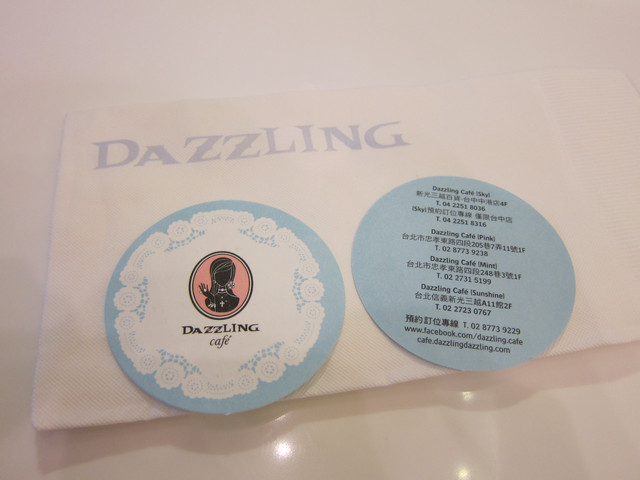 DAZZLING
DAZZLING
café
Dazzling Café (Sky)
新光三越百貨-台中中港店4F
T. 04 2251 8036
(Sky)預約訂位專線 僅限台中店
T. 04 2251 8316
Dazzling Café (Pink)
台北市忠孝東路四段205巷7弄11號1F
T. 02 8773 9238
Dazzling Café (Mint)
台北市忠孝東路四段248巷3號1F
T. 02 2731 5199
Dazzling Café (Sunshine)
台北信義新光三越A11館2F
T. 02 2723 0767
預約訂位專線 T. 02 8773 9229
www.facebook.com/dazzling.cafe
cafe.dazzlingdazzling.com